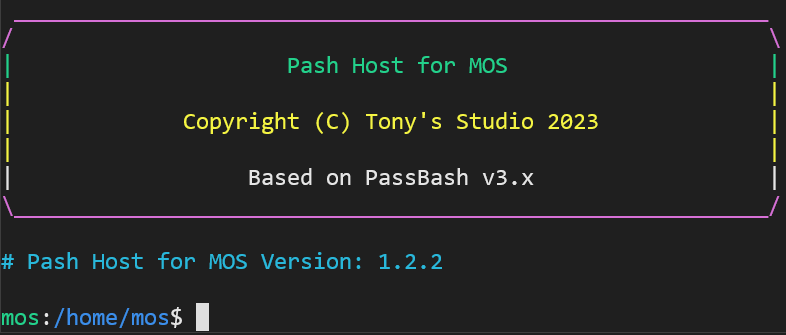 Pash Host for MOS
Copyright (C) Tony's Studio 2023
Based on PassBash v3.x
# Pash Host for MOS Version: 1.2.2
mos:/home/mos$